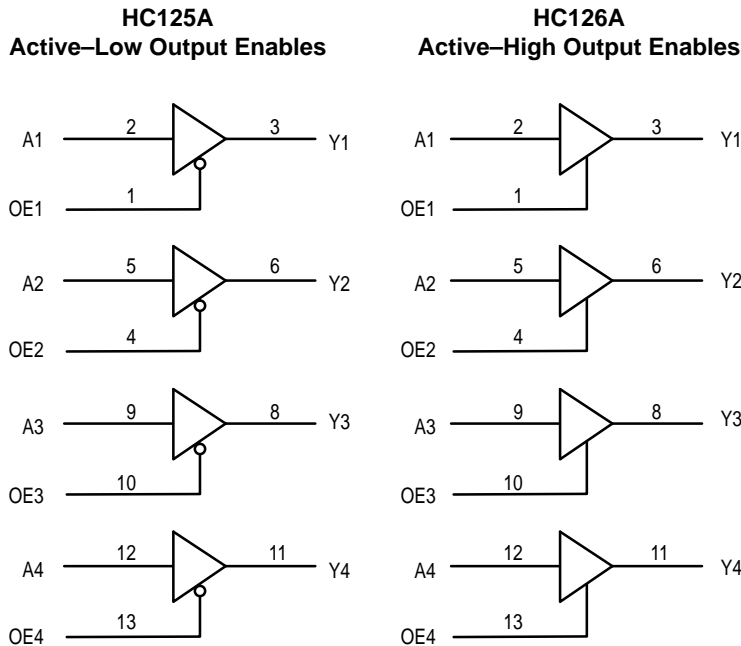 HC125A
Active–Low Output Enables
A1 2 3 Y1
OE1 1
A2 5 6 Y2
OE2 4
A3 9 8 Y3
OE3 10
A4 12 11 Y4
OE4 13
HC126A
Active–High Output Enables
A1 2 3 Y1
OE1 1
A2 5 6 Y2
OE2 4
A3 9 8 Y3
OE3 10
A4 12 11 Y4
OE4 13